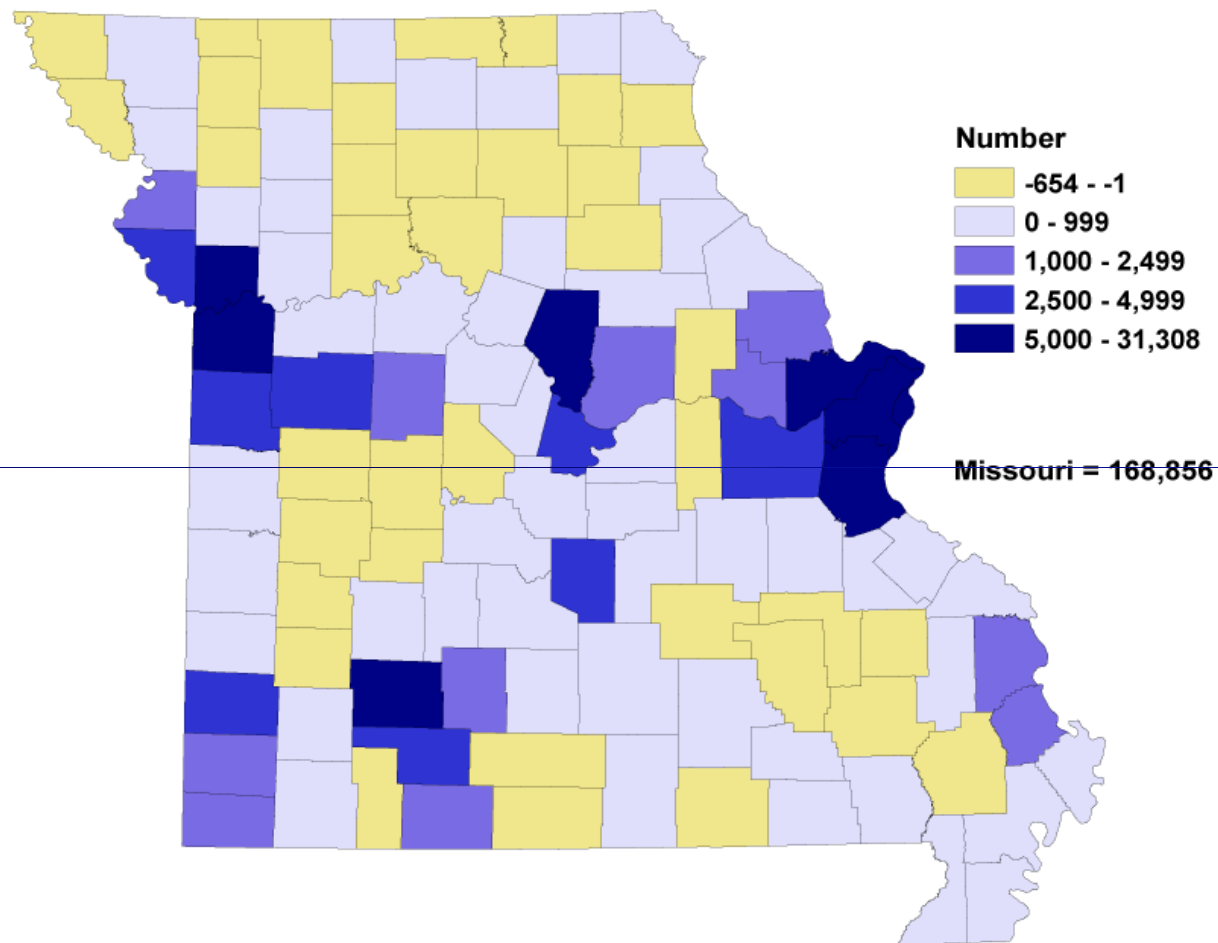 Number
-654 - -1
0 - 999
1,000 - 2,499
2,500 - 4,999
5,000 - 31,308
Missouri = 168,856